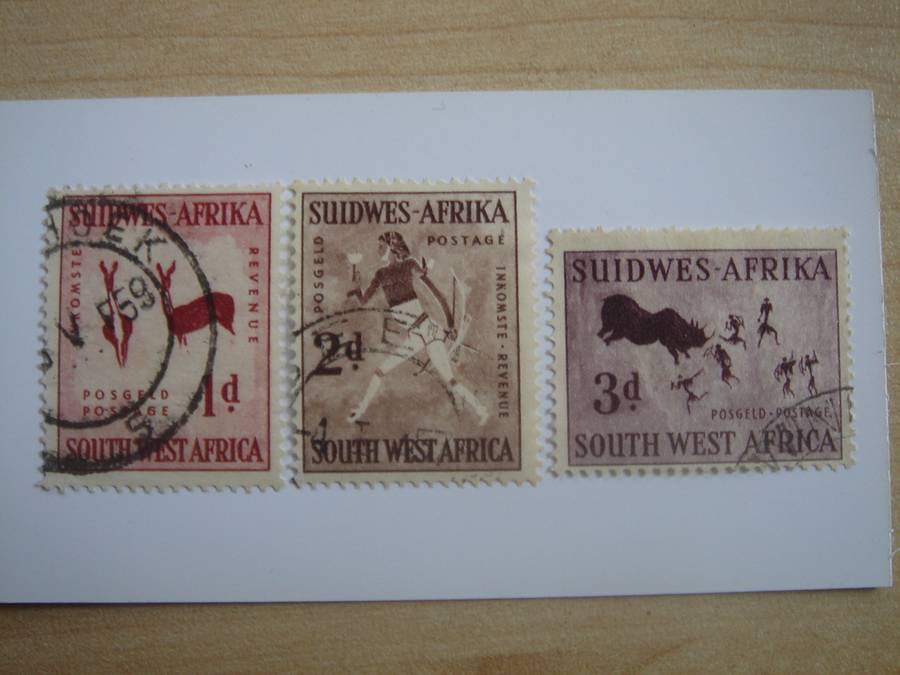 SUIDWES-AFRIKA
INKOMSTE
REVENUE
POSGELD
POSTAGE
1d
SOUTH WEST AFRICA
59
SUIDWES-AFRIKA
POSGELD
POSTAGE
INKOMSTE-REVENUE
2d
SOUTH WEST AFRICA
SUIDWES-AFRIKA
3d
POSGELD-POSTAGE
SOUTH WEST AFRICA